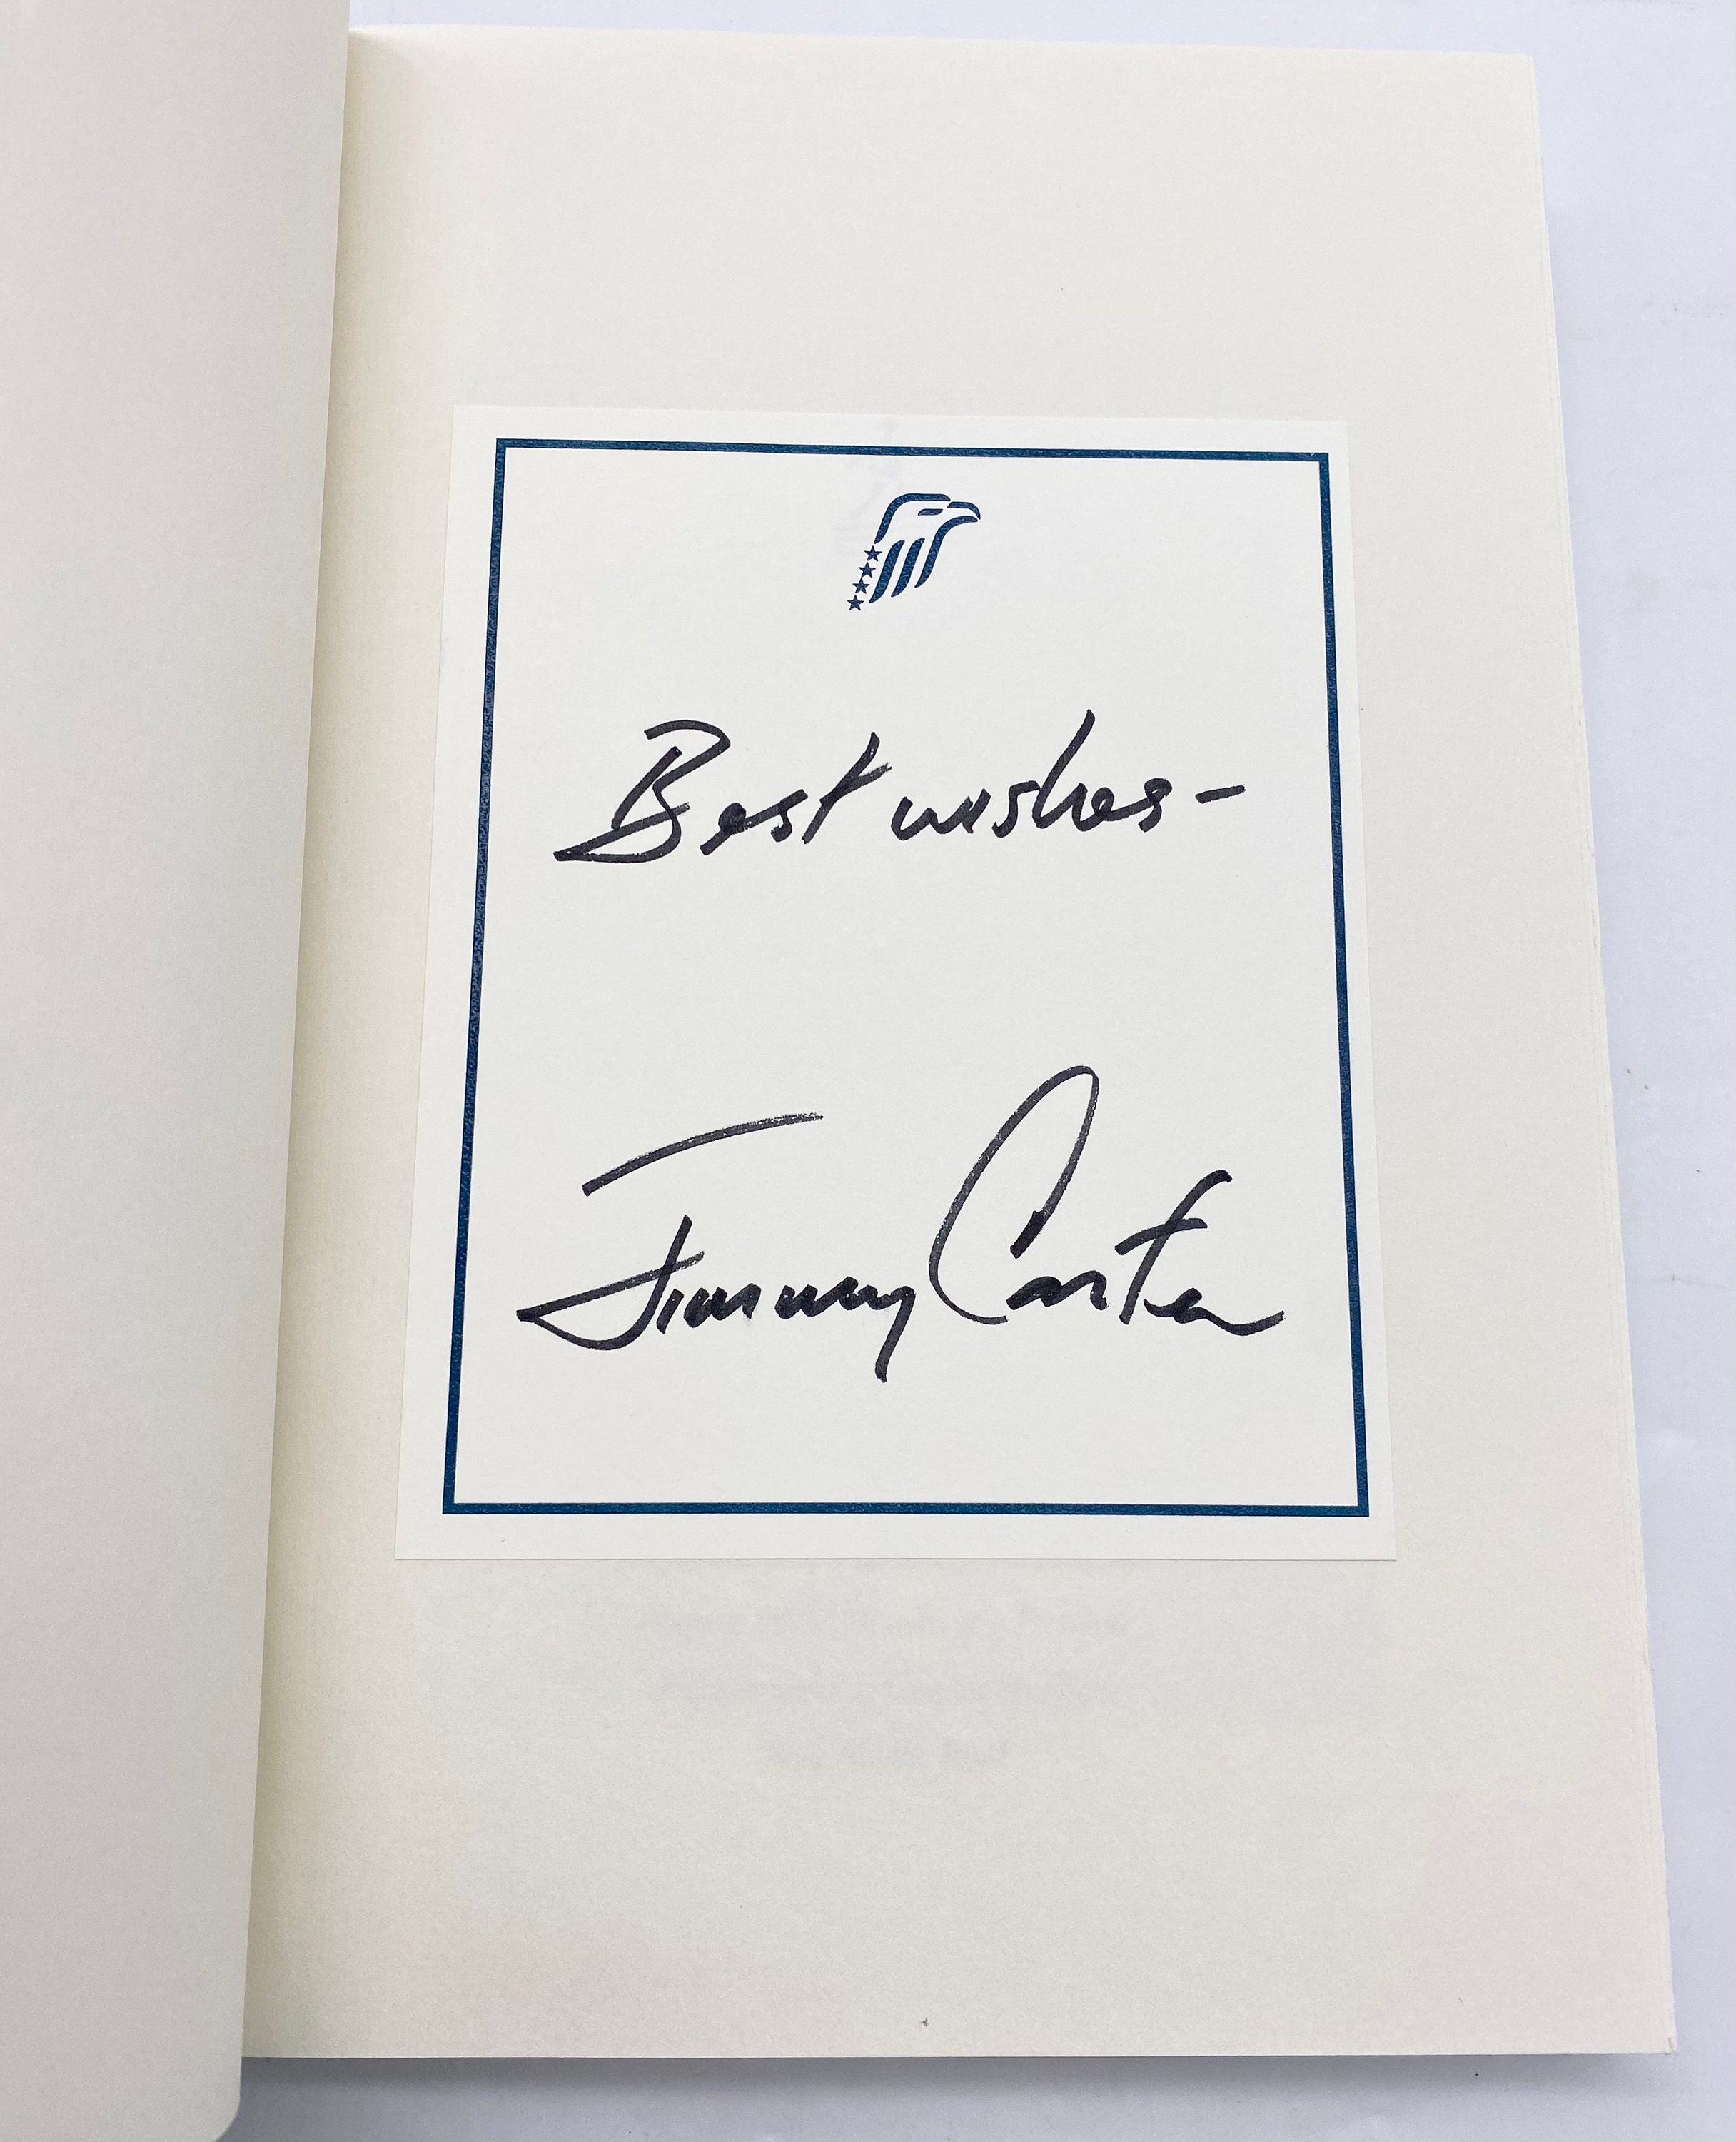 Best wishes-
Jimmy Carter